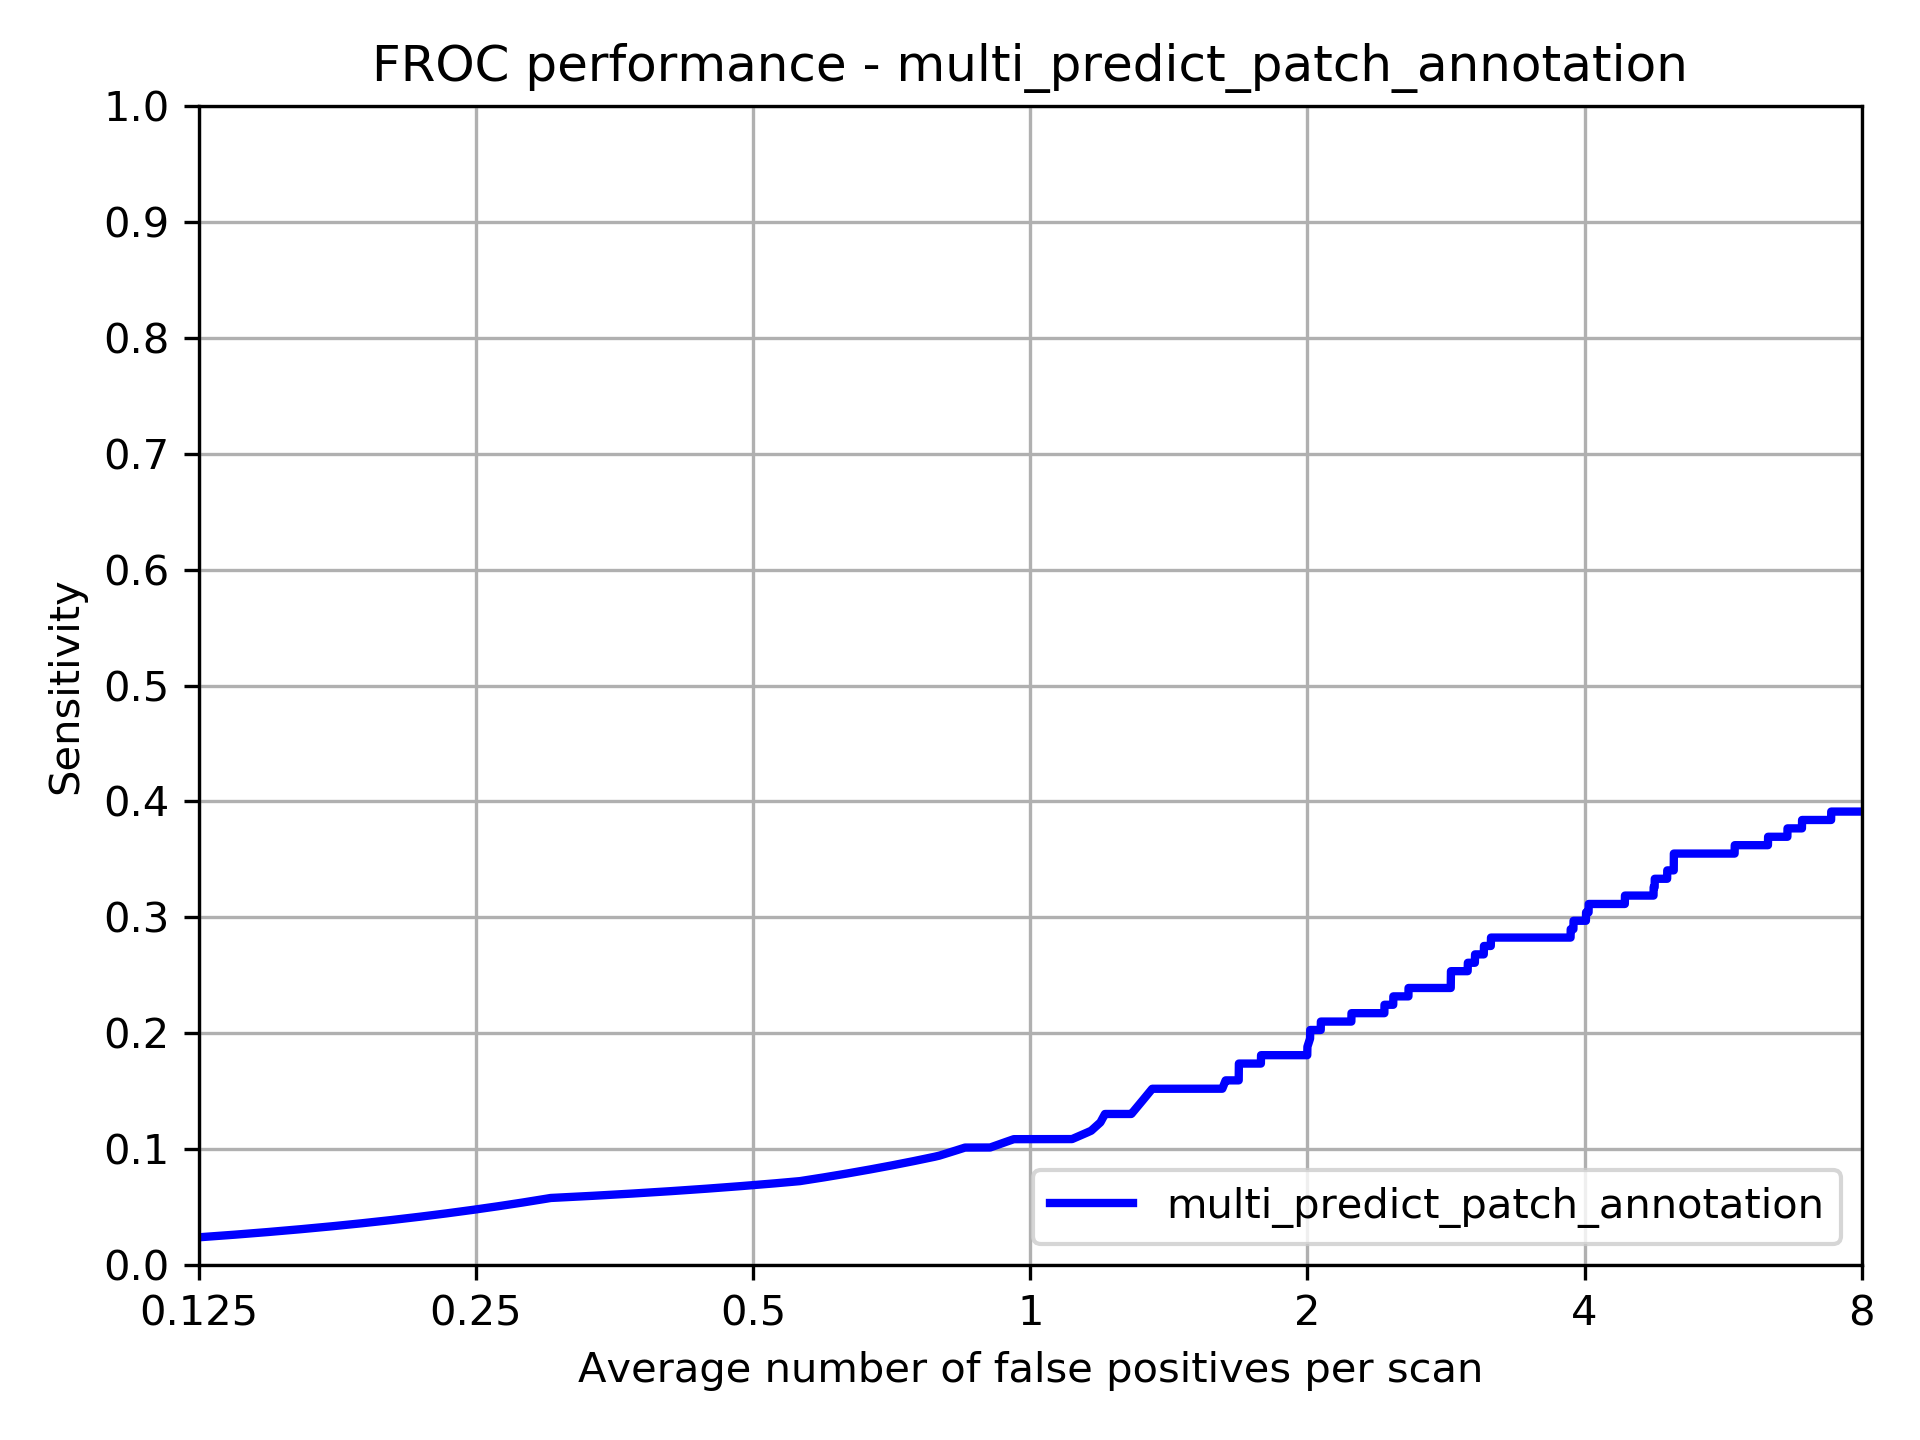 FROC performance - multi_predict_patch_annotation
1.0
0.9
0.8
0.7
0.6
0.5
0.4
0.3
0.2
0.1
0.0
Sensitivity
multi_predict_patch_annotation
0.125 0.25 0.5 1 2 4 8
Average number of false positives per scan